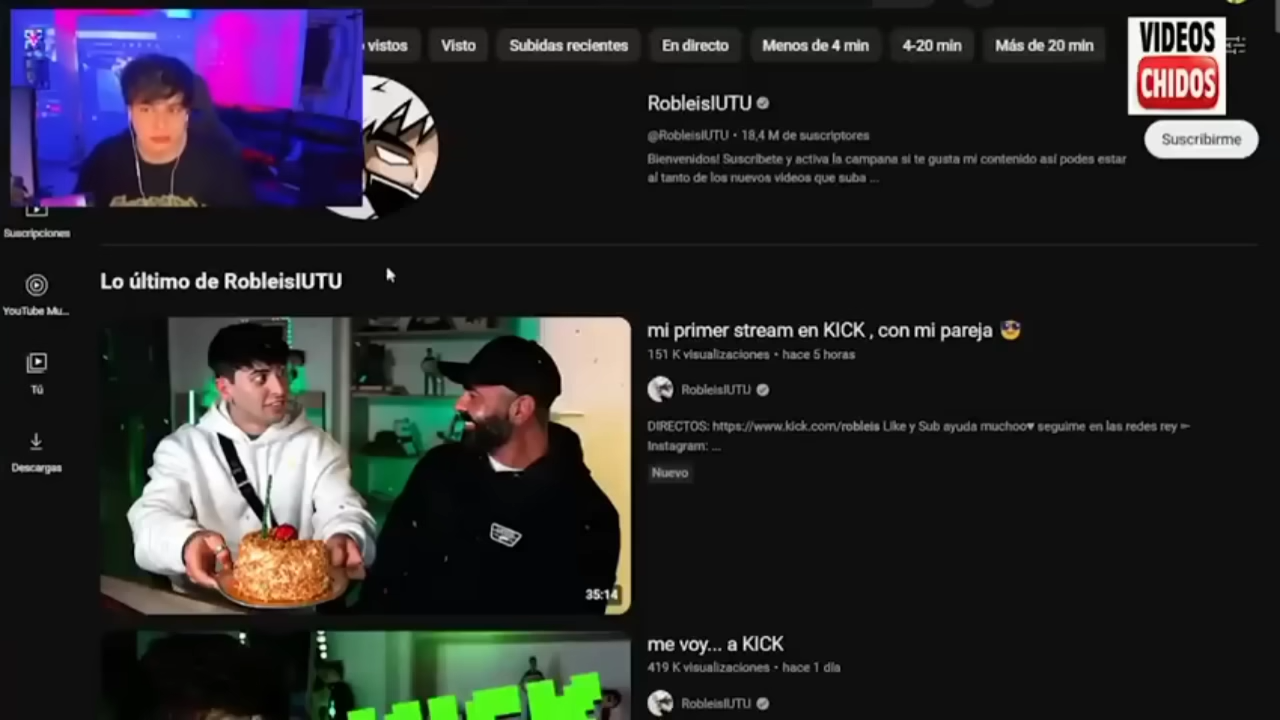 vistos
Visto
Subidas recientes
En directo
Menos de 4 min
4-20 min
Más de 20 min
VIDEOS
CHIDOS
RobleisIUTU
@RobleisIUTU • 18,4 M de suscriptores
Suscribirme
Bienvenidos! Suscríbete y activa la campana si te gusta mi contenido así podes estar
al tanto de los nuevos videos que suba ...
Suscripciones
YouTube Mu...
Tú
Descargas
Lo último de RobleisIUTU
35:14
mi primer stream en KICK , con mi pareja 😎
151 K visualizaciones • hace 5 horas
RobleisIUTU
DIRECTOS: https://www.kick.com/robleis Like y Sub ayuda muchoo♥ seguime en las redes rey ➳
Instagram: ...
Nuevo
me voy... a KICK
419 K visualizaciones • hace 1 día
RobleisIUTU
KICK